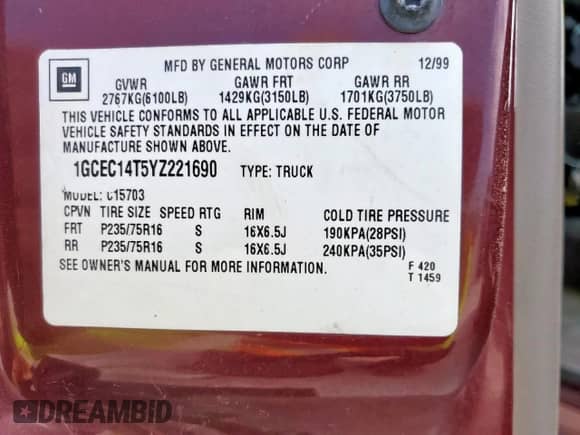 MFD BY GENERAL MOTORS CORP 12/99
GM
GVWR GAWR FRT GAWR RR
2767KG(6100LB) 1429KG(3150LB) 1701KG(3750LB)
THIS VEHICLE CONFORMS TO ALL APPLICABLE U.S. FEDERAL MOTOR
VEHICLE SAFETY STANDARDS IN EFFECT ON THE DATE OF
MANUFACTURE SHOWN ABOVE.
1GCEC14T5YZ221690 TYPE: TRUCK
MODEL: C15703
CPVN TIRE SIZE SPEED RTG RIM COLD TIRE PRESSURE
FRT P235/75R16 S 16X6.5J 190KPA(28PSI)
RR P235/75R16 S 16X6.5J 240KPA(35PSI)
SEE OWNER'S MANUAL FOR MORE INFORMATION.
F 420
T 1459
DREAMBID